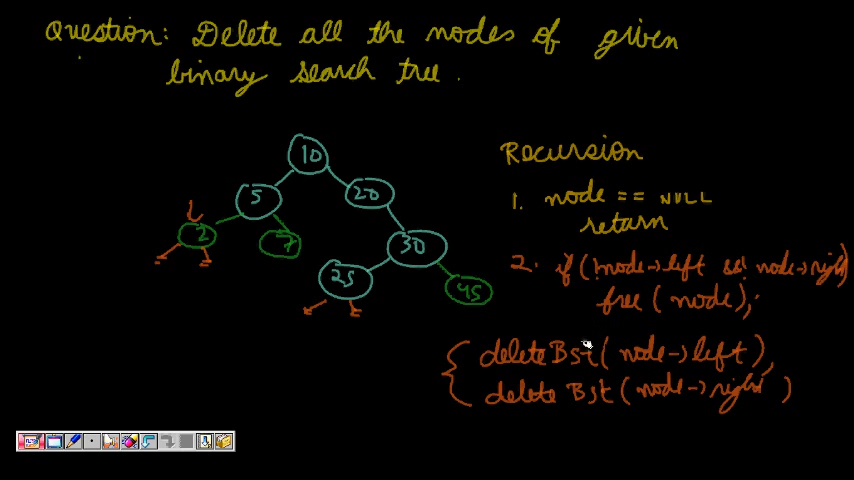 Question: Delete all the nodes of given
binary search tree.
10
5
20
2
7
30
25
45
Recursion
1. node == NULL
return
2. if (!node->left && !node->right)
free(node);
deleteBst(node->left),
deleteBst(node->right)